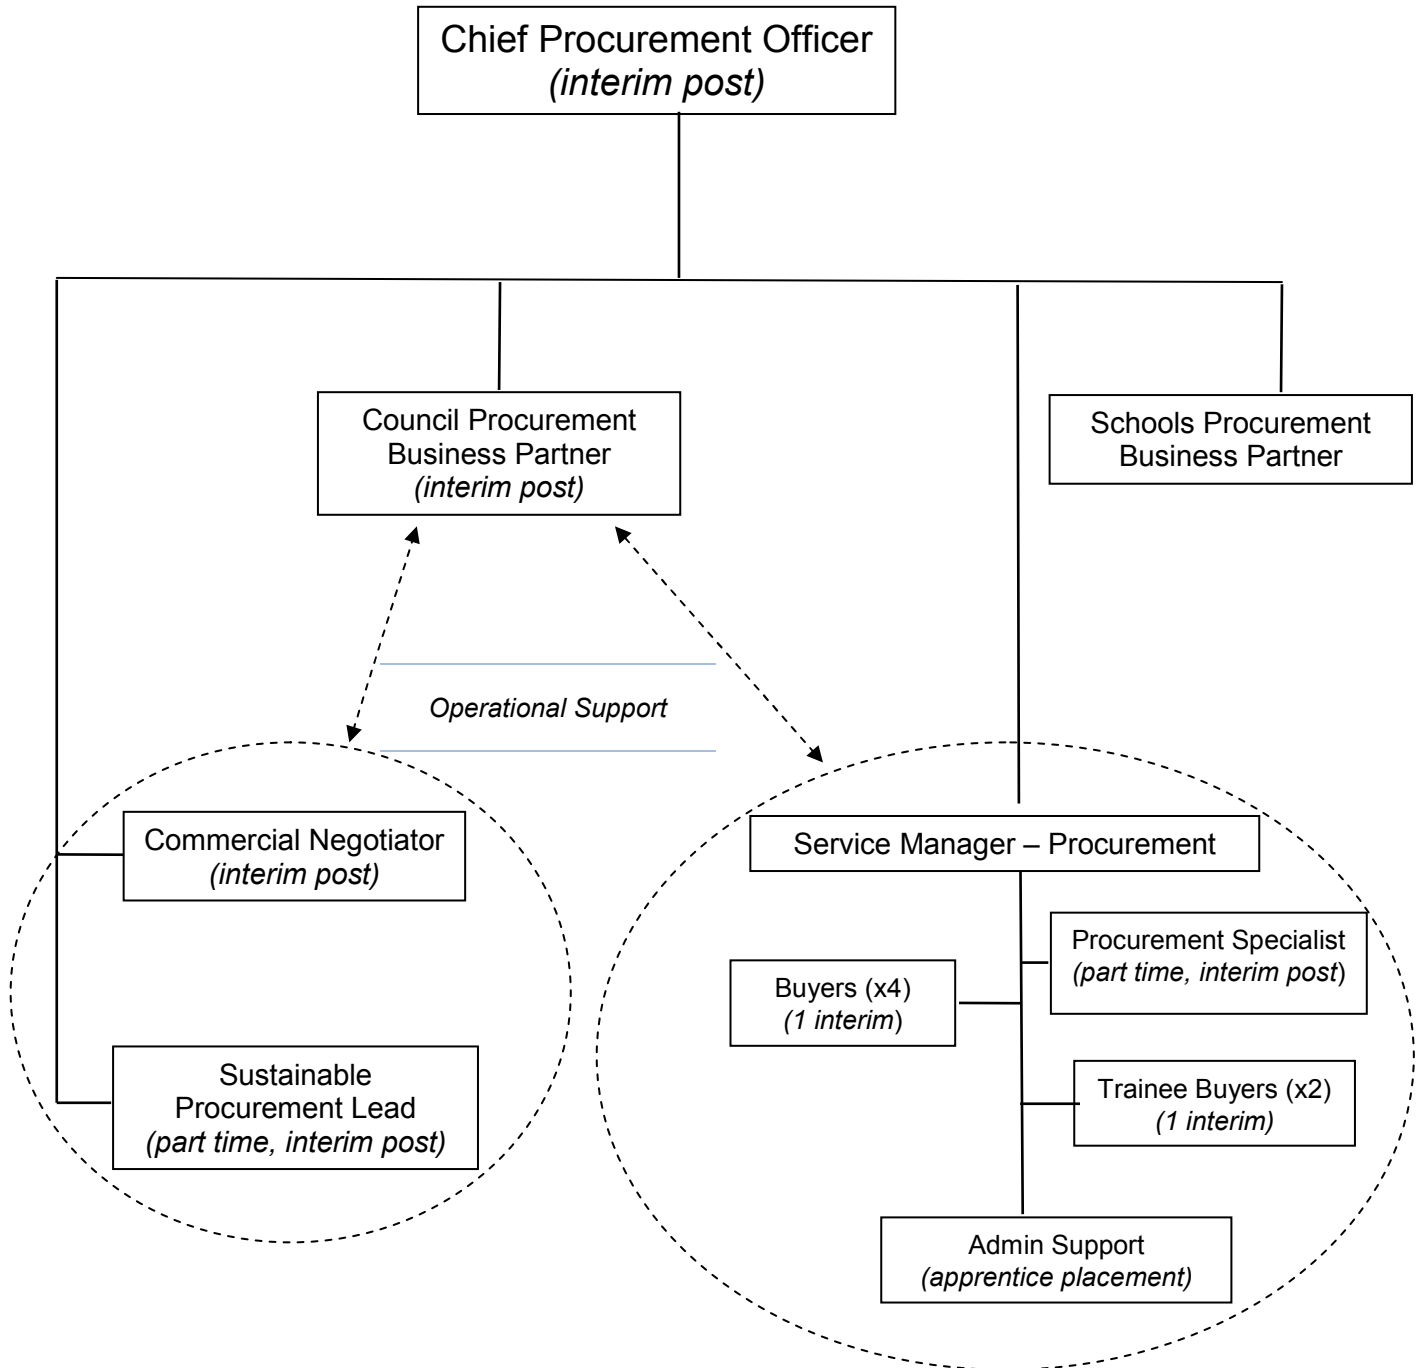 Chief Procurement Officer
(interim post)
Council Procurement
Business Partner
(interim post)
Schools Procurement
Business Partner
Operational Support
Commercial Negotiator
(interim post)
Sustainable
Procurement Lead
(part time, interim post)
Service Manager – Procurement
Procurement Specialist
(part time, interim post)
Buyers (x4)
(1 interim)
Trainee Buyers (x2)
(1 interim)
Admin Support
(apprentice placement)